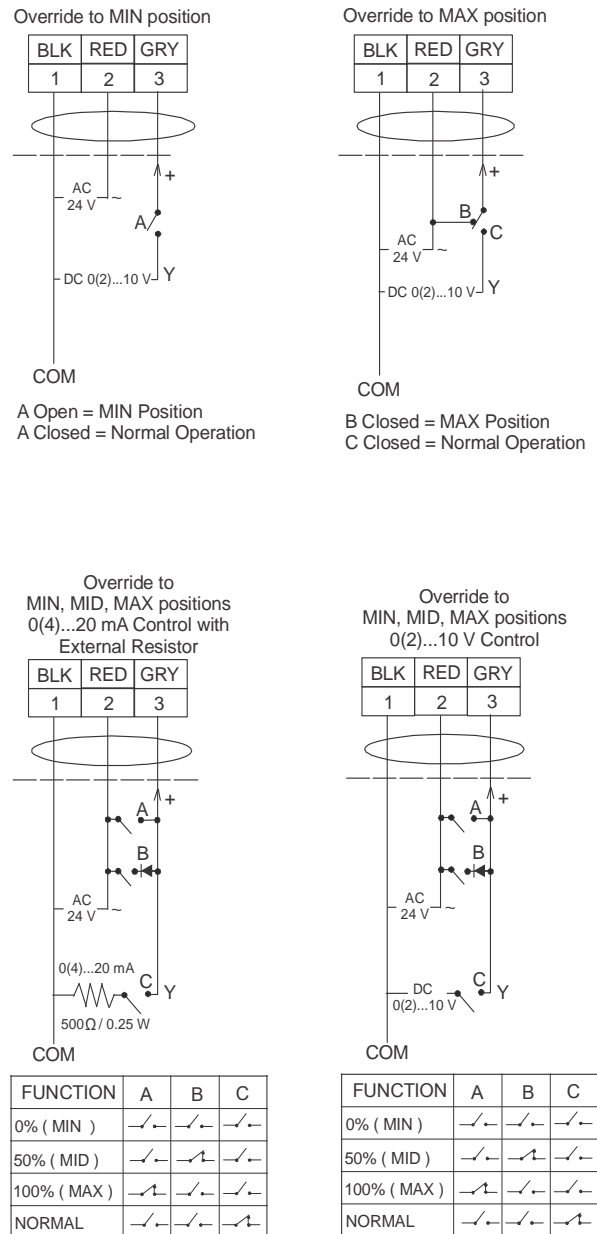 Override to MIN position
BLK RED GRY
1 2 3
+
AC
24 V ~
A
DC 0(2)...10 V Y
COM
A Open = MIN Position
A Closed = Normal Operation
Override to MAX position
BLK RED GRY
1 2 3
+
B
C
AC
24 V ~
DC 0(2)...10 V Y
COM
B Closed = MAX Position
C Closed = Normal Operation
Override to
MIN, MID, MAX positions
0(4)...20 mA Control with
External Resistor
BLK RED GRY
1 2 3
+
A
B
AC
24 V ~
0(4)...20 mA
C Y
500Ω / 0.25 W
COM
FUNCTION A B C
0% ( MIN )
50% ( MID )
100% ( MAX )
NORMAL
Override to
MIN, MID, MAX positions
0(2)...10 V Control
BLK RED GRY
1 2 3
+
A
B
AC
24 V ~
DC
0(2)...10 V
C Y
COM
FUNCTION A B C
0% ( MIN )
50% ( MID )
100% ( MAX )
NORMAL